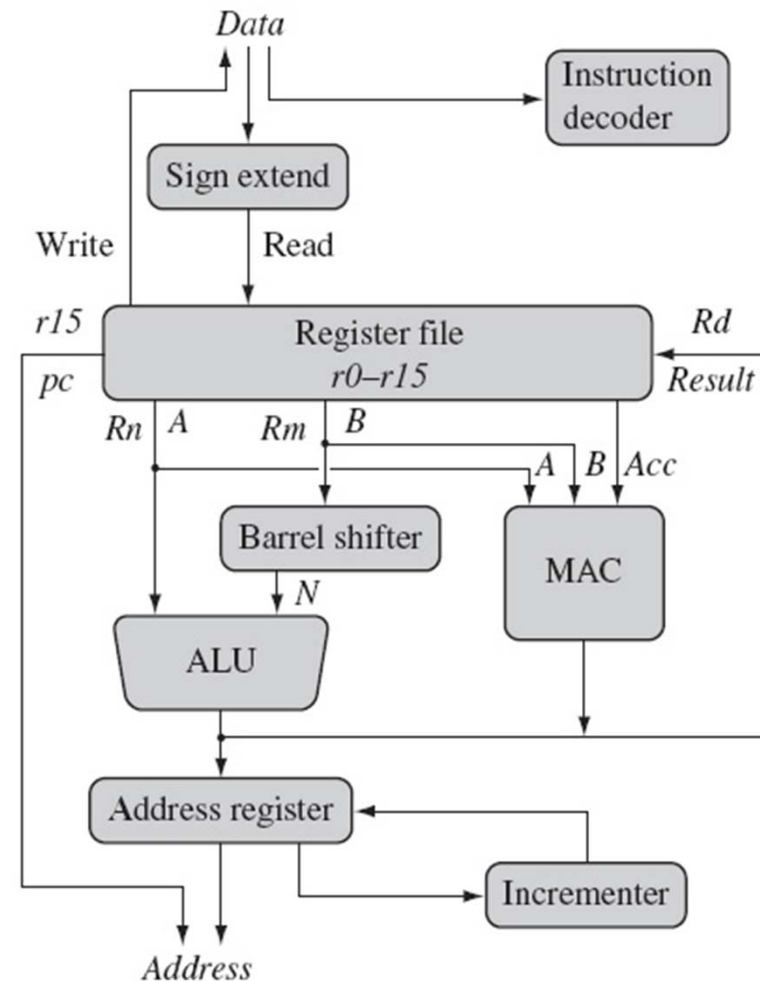 Data
Instruction
decoder
Sign extend
Write
Read
r15
Register file
Rd
pc
r0–r15
Result
Rn
A
Rm
B
A
B
Acc
Barrel shifter
MAC
N
ALU
Address register
Incrementer
Address